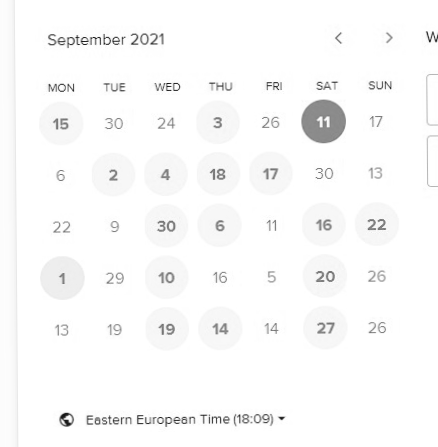 September 2021 < > W
MON TUE WED THU FRI SAT SUN
15 30 24 3 26 11 17
6 2 4 18 17 30 13
22 9 30 6 11 16 22
1 29 10 16 5 20 26
13 19 19 14 14 27 26
Eastern European Time (18:09)